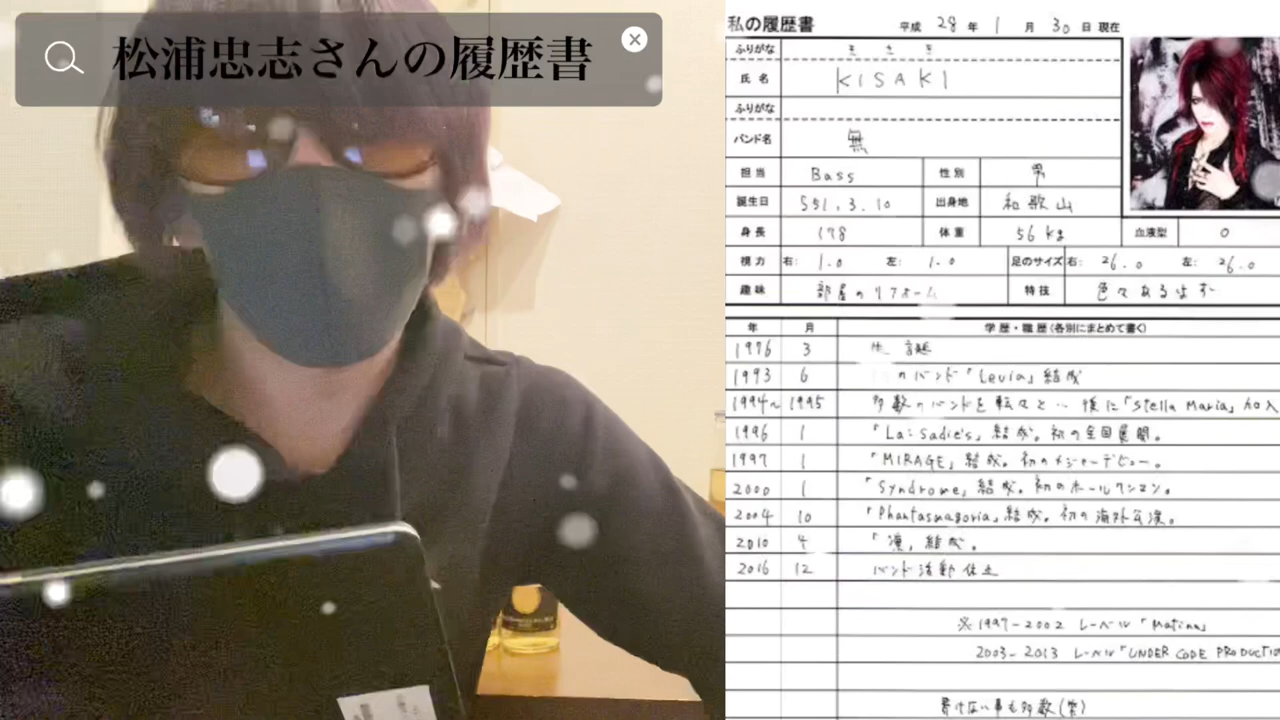 松浦忠志さんの履歴書
私の履歴書 平成 28 年 1 月 30 日 現在
ふりがな きさき
氏 名 KISAKI
ふりがな
バンド名 無
担 当 Bass 性 別 男
誕生日 S51.3.10 出身地 和歌山
身 長 178 体 重 56 kg 血液型 O
視 力 右: 1.0 左: 1.0 足のサイズ 右: 26.0 左: 26.0
趣 味 部屋のリフォーム 特 技 色々あるはず
年 月 学 歴・職 歴 (各別にまとめて書く)
1976 3
1993 6 のバンド「Levia」結成
1994〜1995 多数のバンドを転々と… 後に「Stella Maria」加入
1996 1 「La:Sadie's」結成。初の全国展開。
1997 1 「MIRAGE」結成。初のメジャーデビュー。
2000 1 「Syndrome」結成。初のホールワンマン。
2004 10 「Phantasmagoria」結成。初の海外公演。
2010 4 「凛」結成。
2016 12 バンド活動休止
※1997-2002 レーベル「Matina」
2003-2013 レーベル「UNDER CODE PRODUCTIO
書けない事も多数(笑)